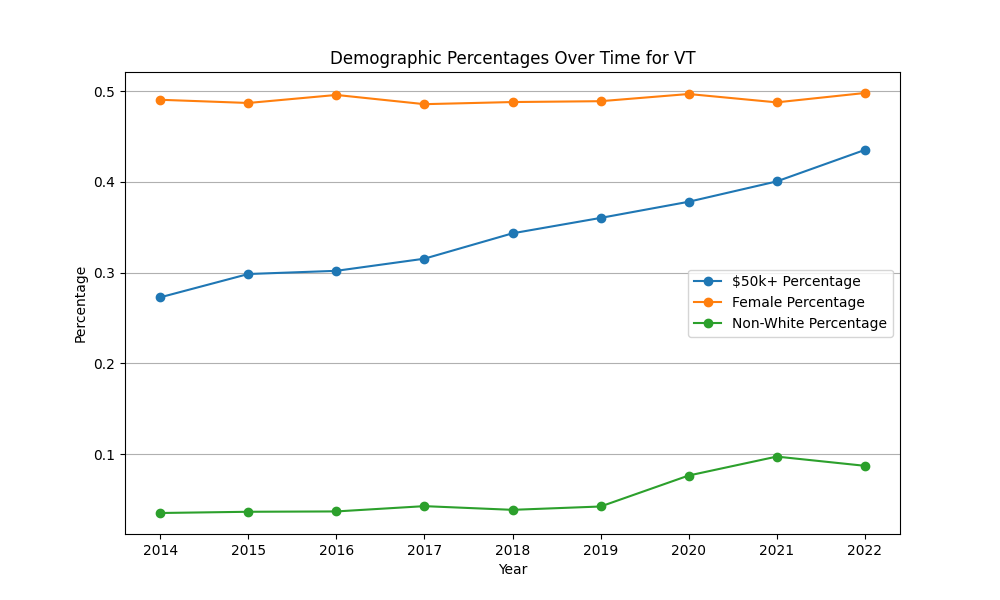 Demographic Percentages Over Time for VT
0.5
0.4
0.3
0.2
0.1
Percentage
$50k+ Percentage
Female Percentage
Non-White Percentage
2014 2015 2016 2017 2018 2019 2020 2021 2022
Year